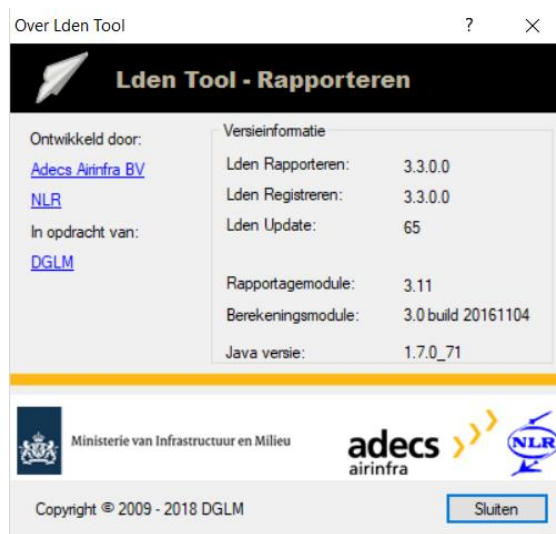 Over Lden Tool ? ×
Lden Tool - Rapporteren
Ontwikkeld door:
Adecs Airinfra BV
NLR
In opdracht van:
DGLM
Versieinformatie
Lden Rapporteren: 3.3.0.0
Lden Registreren: 3.3.0.0
Lden Update: 65
Rapportagemodule: 3.11
Berekeningsmodule: 3.0 build 20161104
Java versie: 1.7.0_71
Ministerie van Infrastructuur en Milieu
adecs
airinfra
NLR
Copyright © 2009 - 2018 DGLM
Sluiten